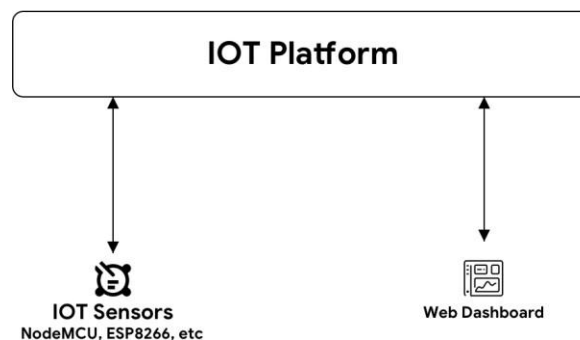 IOT Platform
IOT Sensors
NodeMCU, ESP8266, etc
Web Dashboard